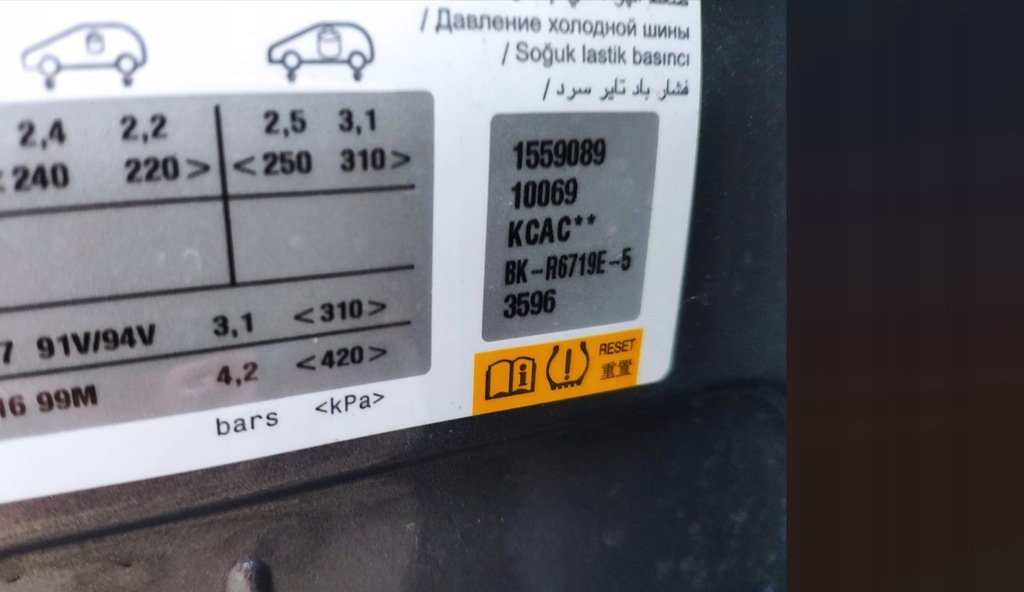 / Давление холодной шины
/ Soğuk lastik basıncı
/ فشار باد تایر سرد
2,4 2,2 2,5 3,1
<240 220> <250 310>
7 91V/94V 3,1 <310>
16 99M 4,2 <420>
bars <kPa>
1559089
10069
KCAC**
BK-R6719E-5
3596
RESET
重置